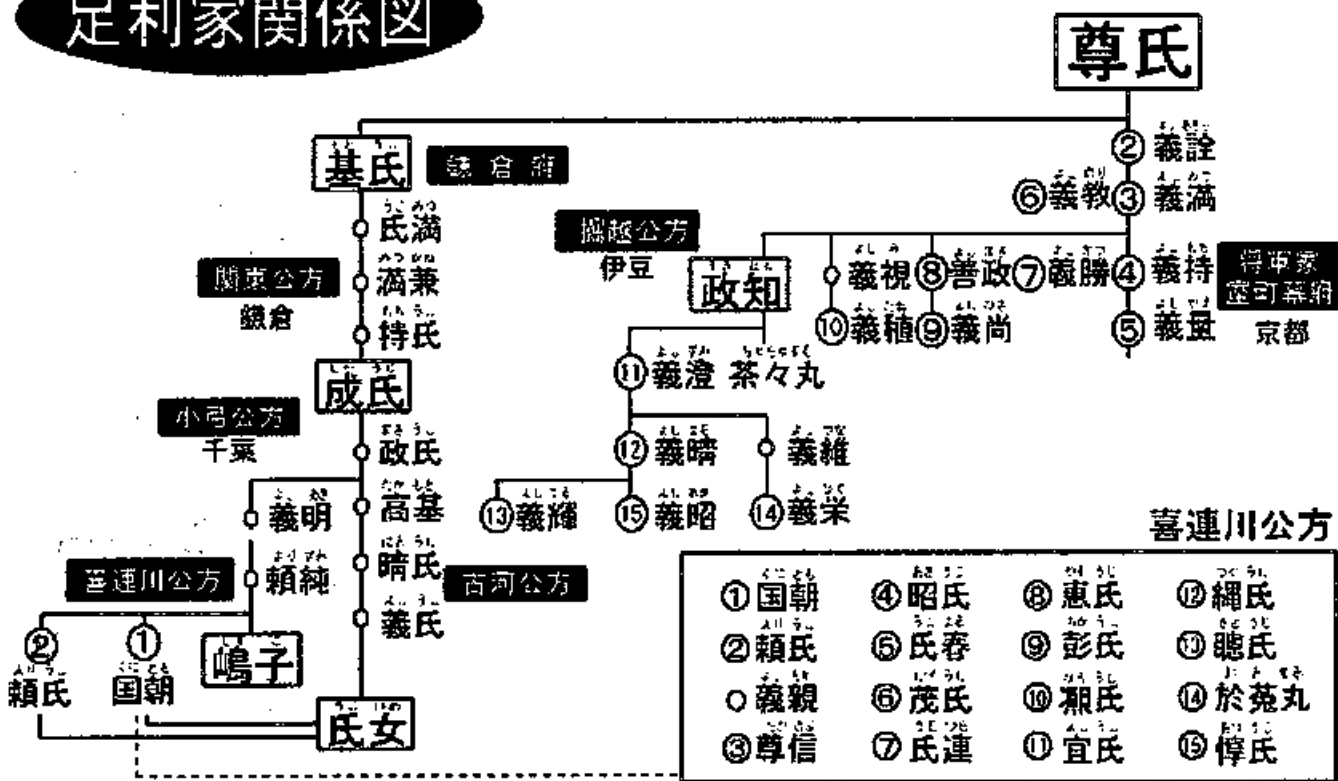 足利家関係図
尊氏
② 義詮
⑥義教 ③ 義満
基氏 鎌倉府
氏満
満兼
関東公方
鎌倉
持氏
堀越公方
伊豆
政知
義視 ⑧善政 ⑦義勝 ④ 義持
⑩義稙 ⑨義尚 ⑤ 義量
将軍家
室町幕府
京都
⑪義澄 茶々丸
⑫義晴 義維
⑬義輝 ⑮義昭 ⑭義栄
成氏
小弓公方
千葉
政氏
義明 高基
喜連川公方 頼純 晴氏 古河公方
義氏
② 頼氏
① 国朝
嶋子
氏女
喜連川公方
①国朝 ④昭氏 ⑧恵氏 ⑫縄氏
②頼氏 ⑤氏春 ⑨彭氏 ⑬聰氏
○義親 ⑥茂氏 ⑩凞氏 ⑭於菟丸
③尊信 ⑦氏連 ⑪宜氏 ⑮惇氏